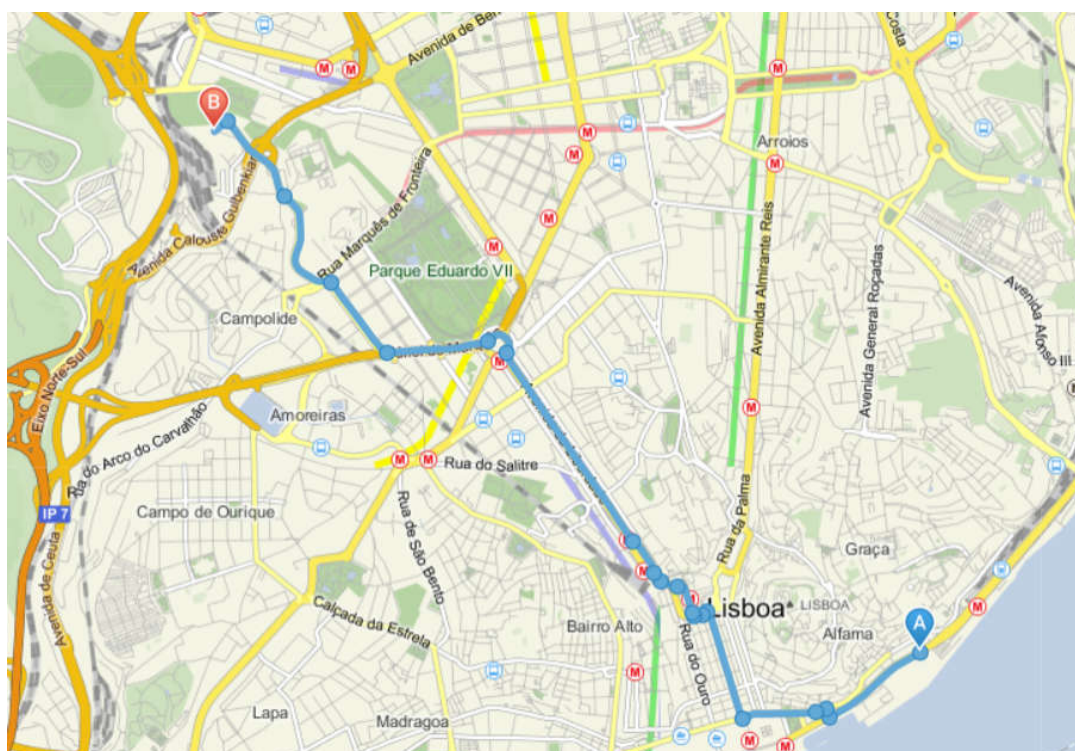 Avenida de Ber
Costa
M
M
M
B
M
M
Arroios
M
M
Avenida Calouste Gulbenkian
Rua Marquês de Fronteira
M
M
Parque Eduardo VII
Avenida Almirante Reis
Avenida General Roçadas
Avenida Afonso III
Campolide
Eixo Norte-Sul
M
M
Amoreiras
Rua do Arco do Carvalhão
M
M
Rua do Salitre
IP 7
Campo de Ourique
Rua de São Bento
Rua da Palma
Avenida de Ceuta
Graça
M
M
M
Lisboa
LISBOA
A
Calçada da Estrela
Bairro Alto
Alfama
Rua do Ouro
M
Lapa
Madragoa
M
M